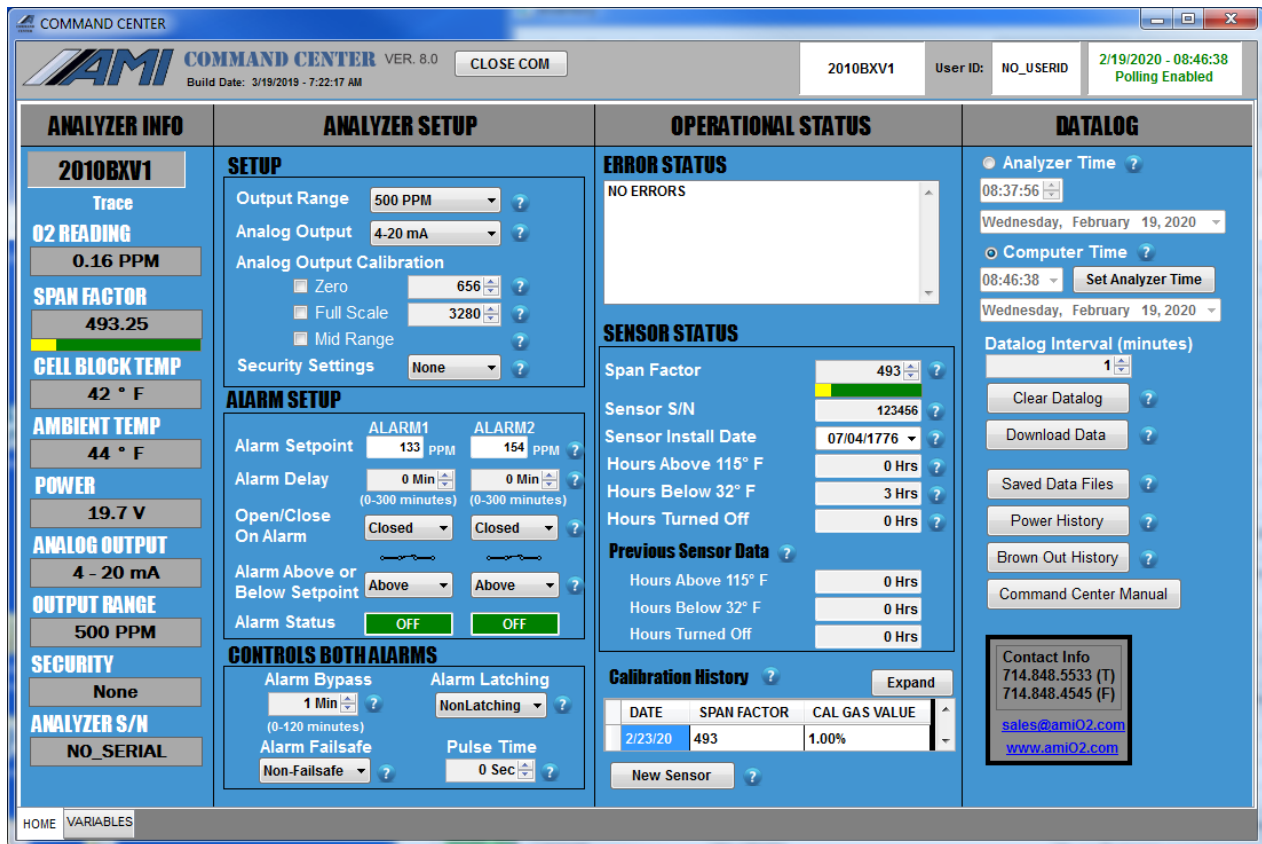 COMMAND CENTER
AMI
COMMAND CENTER VER. 8.0
Build Date: 3/19/2019 - 7:22:17 AM
CLOSE COM
2010BXV1
User ID:
NO_USERID
2/19/2020 - 08:46:38
Polling Enabled
ANALYZER INFO
2010BXV1
Trace
O2 READING
0.16 PPM
SPAN FACTOR
493.25
CELL BLOCK TEMP
42 ° F
AMBIENT TEMP
44 ° F
POWER
19.7 V
ANALOG OUTPUT
4 - 20 mA
OUTPUT RANGE
500 PPM
SECURITY
None
ANALYZER S/N
NO_SERIAL
ANALYZER SETUP
SETUP
Output Range 500 PPM ?
Analog Output 4-20 mA ?
Analog Output Calibration
Zero 656 ?
Full Scale 3280 ?
Mid Range ?
Security Settings None ?
ALARM SETUP
ALARM1 ALARM2
Alarm Setpoint 133 PPM 154 PPM ?
Alarm Delay 0 Min 0 Min ?
(0-300 minutes) (0-300 minutes)
Open/Close
On Alarm
Closed Closed ?
Alarm Above or
Below Setpoint
Above Above ?
Alarm Status OFF OFF
CONTROLS BOTH ALARMS
Alarm Bypass Alarm Latching
1 Min ? NonLatching ?
(0-120 minutes)
Alarm Failsafe Pulse Time
Non-Failsafe ? 0 Sec ?
OPERATIONAL STATUS
ERROR STATUS
NO ERRORS
SENSOR STATUS
Span Factor 493 ?
Sensor S/N 123456 ?
Sensor Install Date 07/04/1776 ?
Hours Above 115° F 0 Hrs ?
Hours Below 32° F 3 Hrs ?
Hours Turned Off 0 Hrs ?
Previous Sensor Data ?
Hours Above 115° F 0 Hrs
Hours Below 32° F 0 Hrs
Hours Turned Off 0 Hrs
Calibration History ? Expand
DATE SPAN FACTOR CAL GAS VALUE
2/23/20 493 1.00%
New Sensor ?
DATALOG
Analyzer Time ?
08:37:56
Wednesday, February 19, 2020
Computer Time ?
08:46:38 Set Analyzer Time
Wednesday, February 19, 2020
Datalog Interval (minutes)
1
Clear Datalog ?
Download Data ?
Saved Data Files ?
Power History ?
Brown Out History ?
Command Center Manual
Contact Info
714.848.5533 (T)
714.848.4545 (F)
sales@amiO2.com
www.amiO2.com
HOME VARIABLES